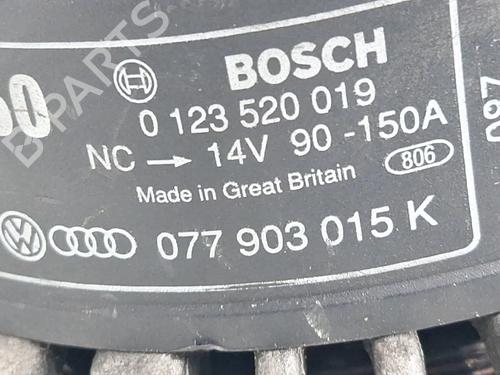 BOSCH
0 123 520 019
NC → 14V 90 -150A
Made in Great Britain 806
077 903 015 K